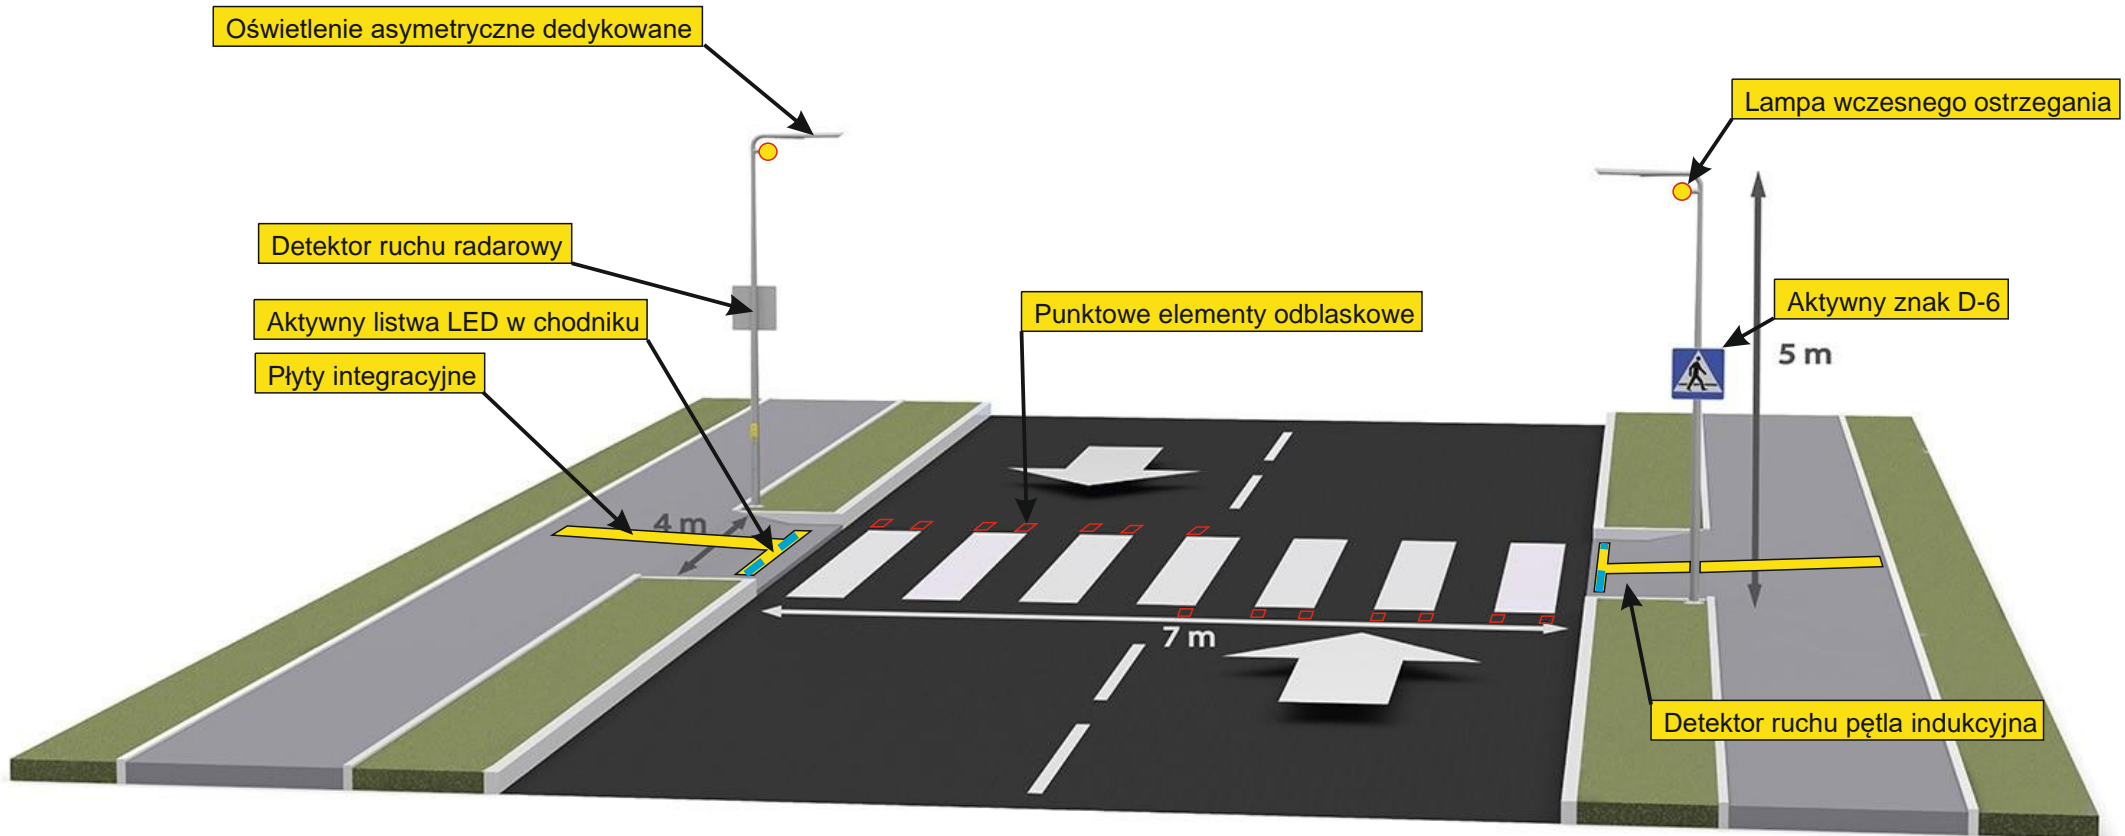 Oświetlenie asymetryczne dedykowane
Lampa wczesnego ostrzegania
Detektor ruchu radarowy
Aktywny znak D-6
Aktywny listwa LED w chodniku
Punktowe elementy odblaskowe
5 m
Płyty integracyjne
4 m
7 m
Detektor ruchu pętla indukcyjna